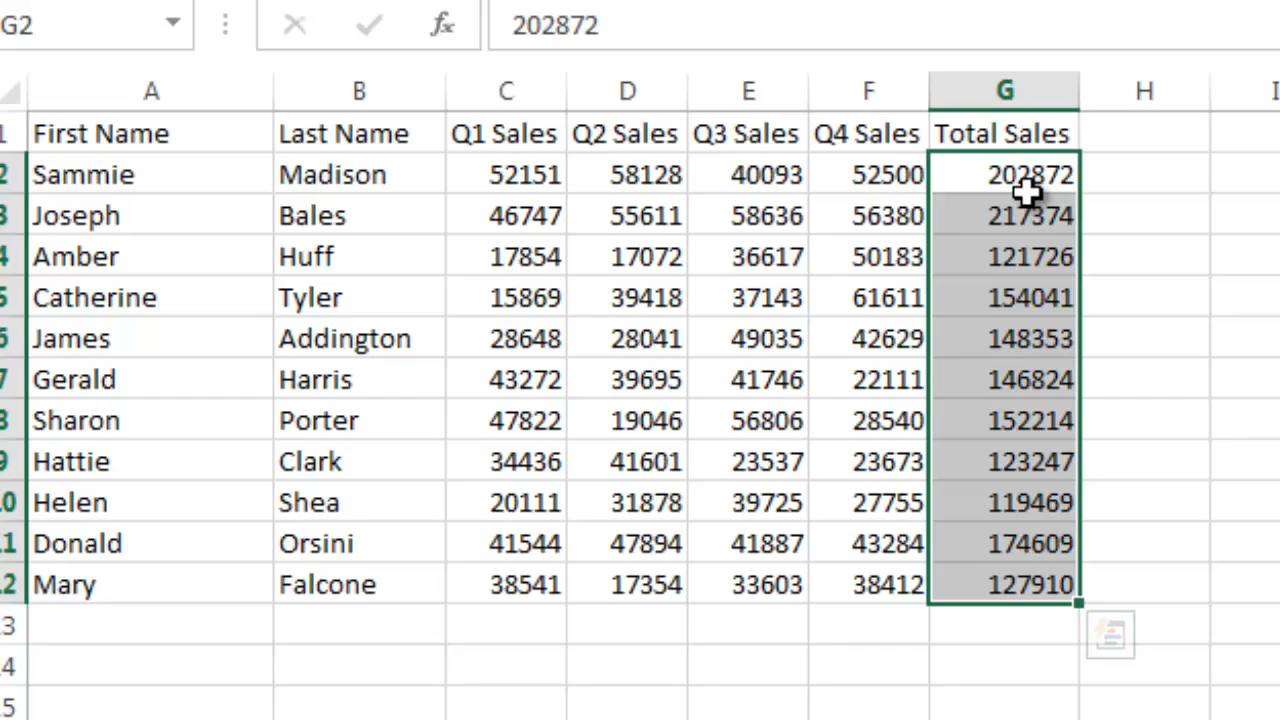 G2 fx 202872
A B C D E F G H I
1 First Name Last Name Q1 Sales Q2 Sales Q3 Sales Q4 Sales Total Sales
2 Sammie Madison 52151 58128 40093 52500 202872
3 Joseph Bales 46747 55611 58636 56380 217374
4 Amber Huff 17854 17072 36617 50183 121726
5 Catherine Tyler 15869 39418 37143 61611 154041
6 James Addington 28648 28041 49035 42629 148353
7 Gerald Harris 43272 39695 41746 22111 146824
8 Sharon Porter 47822 19046 56806 28540 152214
9 Hattie Clark 34436 41601 23537 23673 123247
10 Helen Shea 20111 31878 39725 27755 119469
11 Donald Orsini 41544 47894 41887 43284 174609
12 Mary Falcone 38541 17354 33603 38412 127910
13
14
15